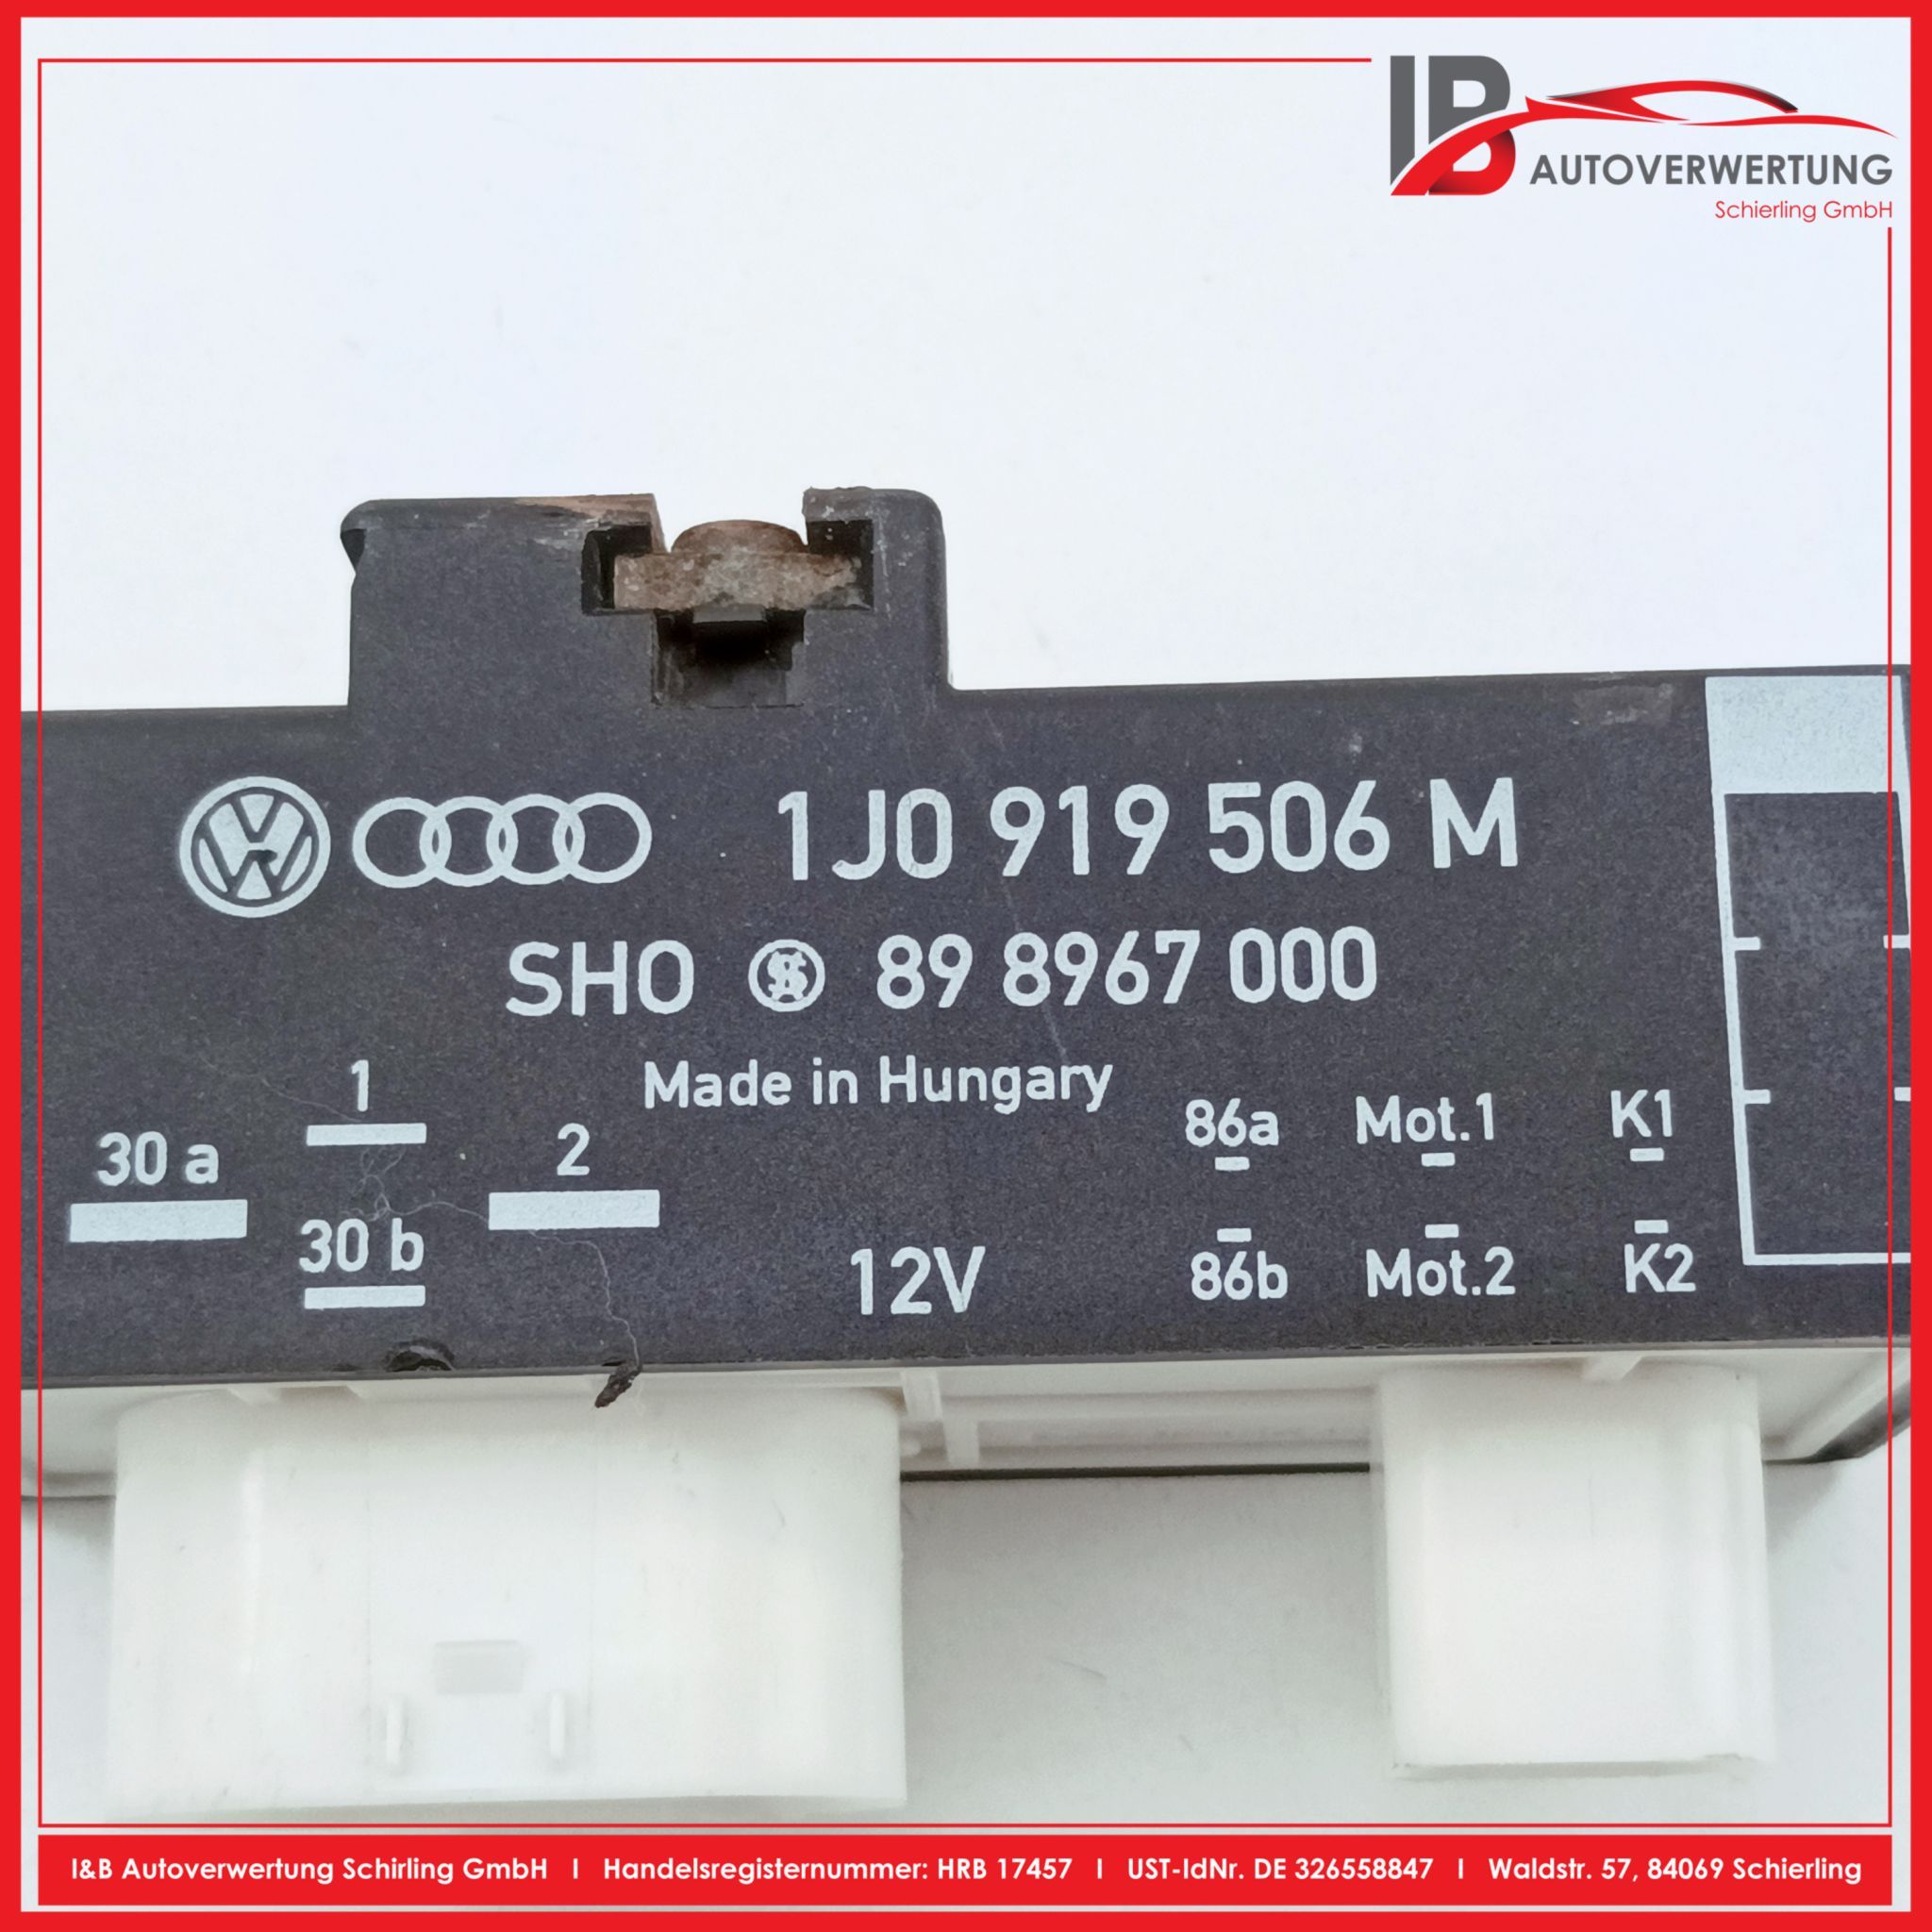 IB AUTOVERWERTUNG
Schierling GmbH
1J0 919 506 M
SHO 89 8967 000
Made in Hungary
1
30 a
2
30 b
12V
86a Mot.1 K1
86b Mot.2 K2
I&B Autoverwertung Schirling GmbH | Handelsregisternummer: HRB 17457 | UST-IdNr. DE 326558847 | Waldstr. 57, 84069 Schierling